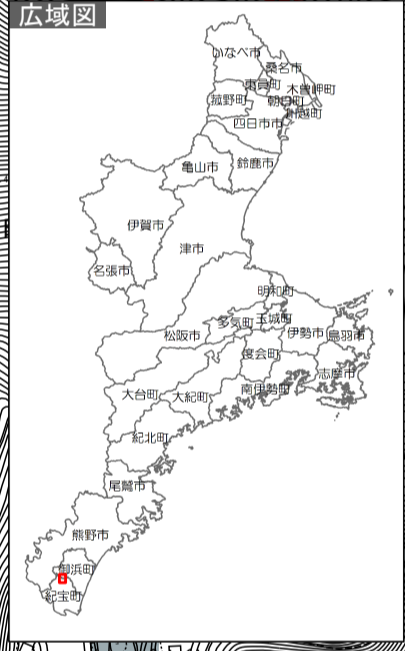 広域図
いなべ市
桑名市
東員町
木曽岬町
朝日町
川越町
菰野町
四日市市
亀山市
鈴鹿市
伊賀市
津市
名張市
明和町
多気町
玉城町
松阪市
伊勢市
鳥羽市
度会町
志摩市
大台町
大紀町
南伊勢町
紀北町
尾鷲市
熊野市
御浜町
紀宝町